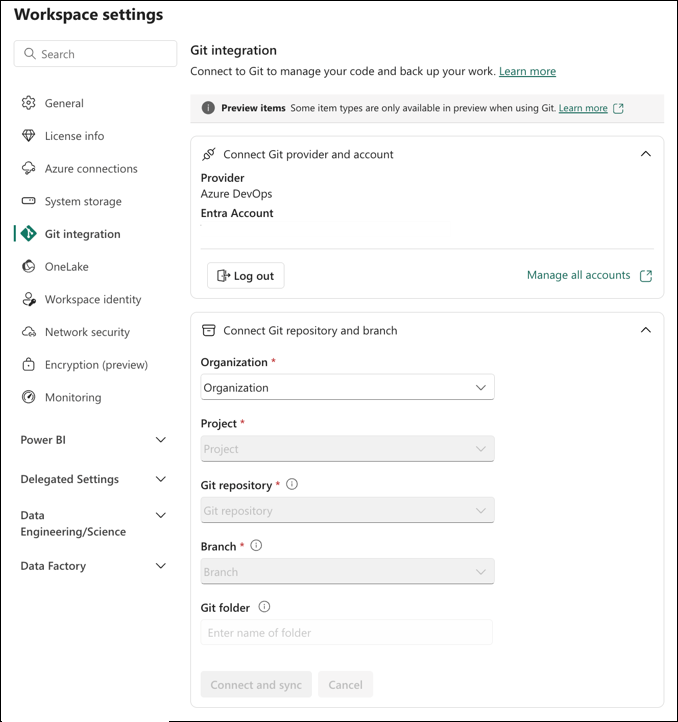 Workspace settings
Search
General
License info
Azure connections
System storage
Git integration
OneLake
Workspace identity
Network security
Encryption (preview)
Monitoring
Power BI
Delegated Settings
Data
Engineering/Science
Data Factory
Git integration
Connect to Git to manage your code and back up your work. Learn more
Preview items Some item types are only available in preview when using Git. Learn more
Connect Git provider and account
Provider
Azure DevOps
Entra Account
Log out
Manage all accounts
Connect Git repository and branch
Organization *
Organization
Project *
Project
Git repository *
Git repository
Branch *
Branch
Git folder
Enter name of folder
Connect and sync
Cancel